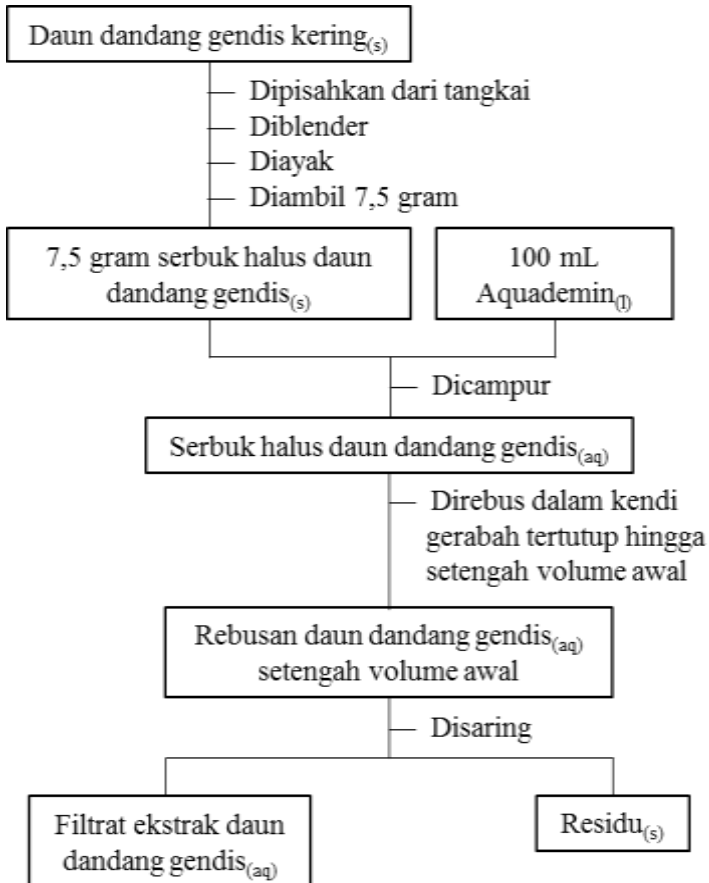 Daun dandang gendis kering(s)
Dipisahkan dari tangkai
Diblender
Diayak
Diambil 7,5 gram
7,5 gram serbuk halus daun
dandang gendis(s)
100 mL
Aquademin(l)
Dicampur
Serbuk halus daun dandang gendis(aq)
Direbus dalam kendi
gerabah tertutup hingga
setengah volume awal
Rebusan daun dandang gendis(aq)
setengah volume awal
Disaring
Filtrat ekstrak daun
dandang gendis(aq)
Residu(s)